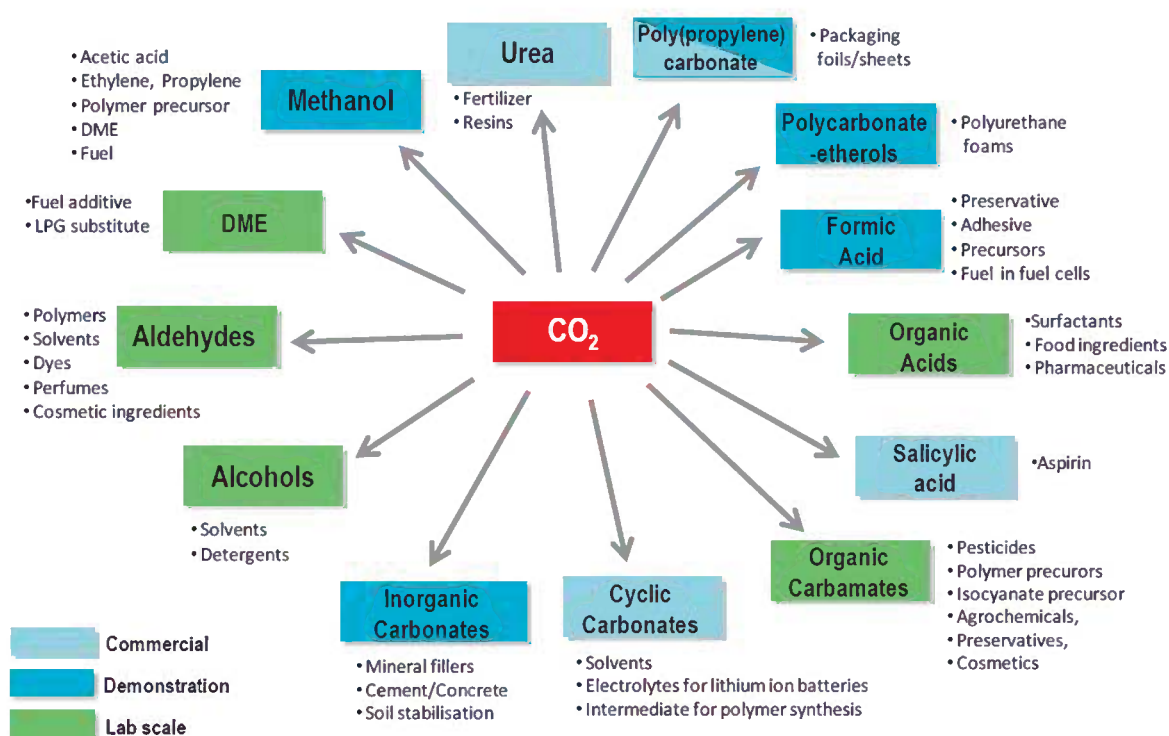 Urea
• Fertilizer
• Resins
Poly(propylene)
carbonate
• Packaging
foils/sheets
• Acetic acid
• Ethylene, Propylene
• Polymer precursor
• DME
• Fuel
Methanol
Polycarbonate
-etherols
• Polyurethane
foams
•Fuel additive
• LPG substitute
DME
Formic
Acid
• Preservative
• Adhesive
• Precursors
• Fuel in fuel cells
CO₂
• Polymers
• Solvents
• Dyes
• Perfumes
• Cosmetic ingredients
Aldehydes
Organic
Acids
•Surfactants
•Food ingredients
•Pharmaceuticals
Alcohols
• Solvents
• Detergents
Salicylic
acid
•Aspirin
Organic
Carbamates
• Pesticides
• Polymer precurors
• Isocyanate precursor
• Agrochemicals,
• Preservatives,
• Cosmetics
Inorganic
Carbonates
• Mineral fillers
• Cement/Concrete
• Soil stabilisation
Cyclic
Carbonates
• Solvents
• Electrolytes for lithium ion batteries
• Intermediate for polymer synthesis
Commercial
Demonstration
Lab scale